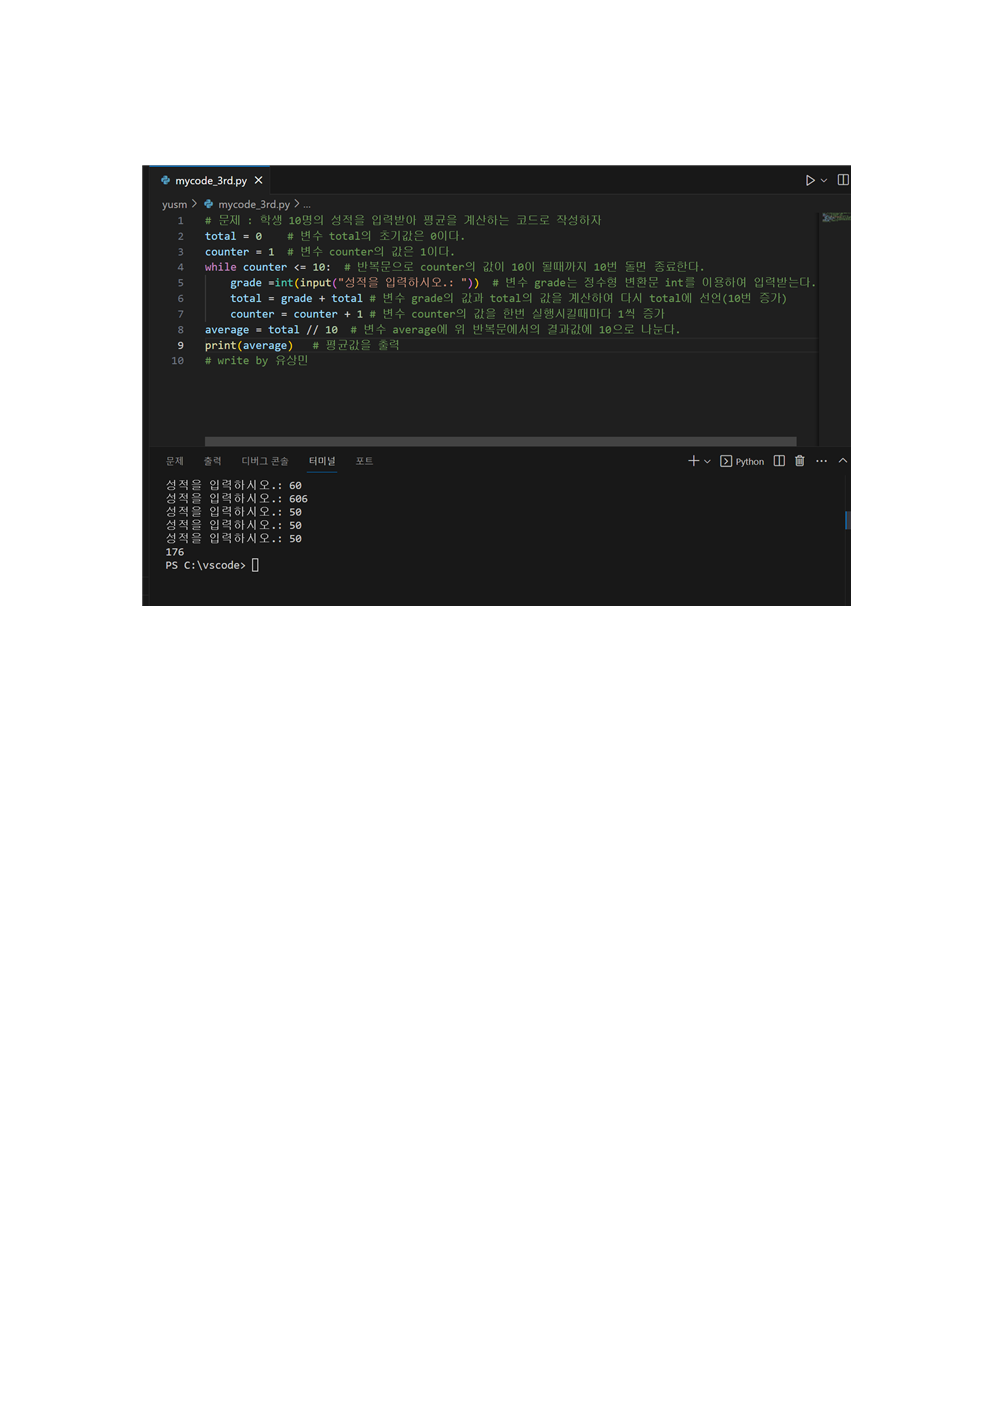 mycode_3rd.py
yusm > mycode_3rd.py > ...
1 # 문제 : 학생 10명의 성적을 입력받아 평균을 계산하는 코드로 작성하자
2 total = 0    # 변수 total의 초기값은 0이다.
3 counter = 1  # 변수 counter의 값은 1이다.
4 while counter <= 10:  # 반복문으로 counter의 값이 10이 될때까지 10번 돌면 종료한다.
5     grade =int(input("성적을 입력하시오.: "))  # 변수 grade는 정수형 변환문 int를 이용하여 입력받는다.
6     total = grade + total # 변수 grade의 값과 total의 값을 계산하여 다시 total에 선언(10번 증가)
7     counter = counter + 1 # 변수 counter의 값을 한번 실행시킬때마다 1씩 증가
8 average = total // 10  # 변수 average에 위 반복문에서의 결과값에 10으로 나눈다.
9 print(average)   # 평균값을 출력
10 # write by 유상민
문제 출력 디버그 콘솔 터미널 포트 Python
성적을 입력하시오.: 60
성적을 입력하시오.: 606
성적을 입력하시오.: 50
성적을 입력하시오.: 50
성적을 입력하시오.: 50
176
PS C:\vscode>